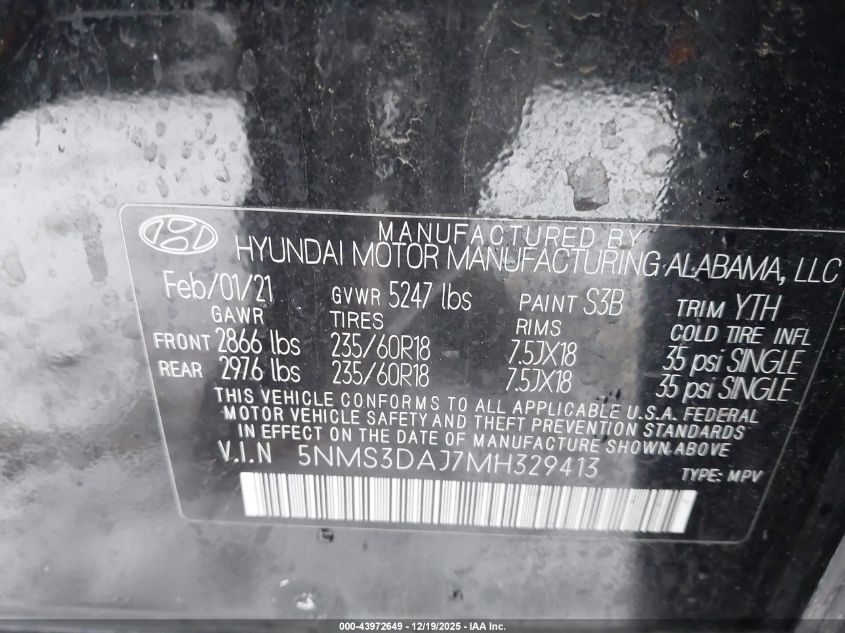 MANUFACTURED BY
HYUNDAI MOTOR MANUFACTURING ALABAMA, LLC
Feb/01/21 GVWR 5247 lbs PAINT S3B TRIM YTH
GAWR TIRES RIMS COLD TIRE INFL
FRONT 2866 lbs 235/60R18 7.5JX18 35 psi SINGLE
REAR 2976 lbs 235/60R18 7.5JX18 35 psi SINGLE
THIS VEHICLE CONFORMS TO ALL APPLICABLE U.S.A. FEDERAL
MOTOR VEHICLE SAFETY AND THEFT PREVENTION STANDARDS
IN EFFECT ON THE DATE OF MANUFACTURE SHOWN ABOVE
V.I.N 5NMS3DAJ7MH329413 TYPE: MPV
000-43972649 - 12/19/2025 - IAA Inc.